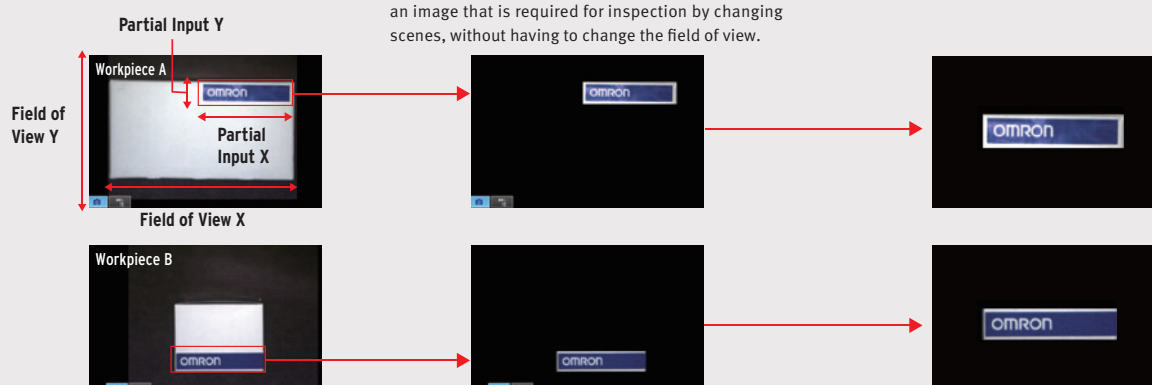 an image that is required for inspection by changing
scenes, without having to change the field of view.
Partial Input Y
Workpiece A
OMRON
Field of
View Y
Partial
Input X
Field of View X
OMRON
OMRON
Workpiece B
OMRON
OMRON
OMRON